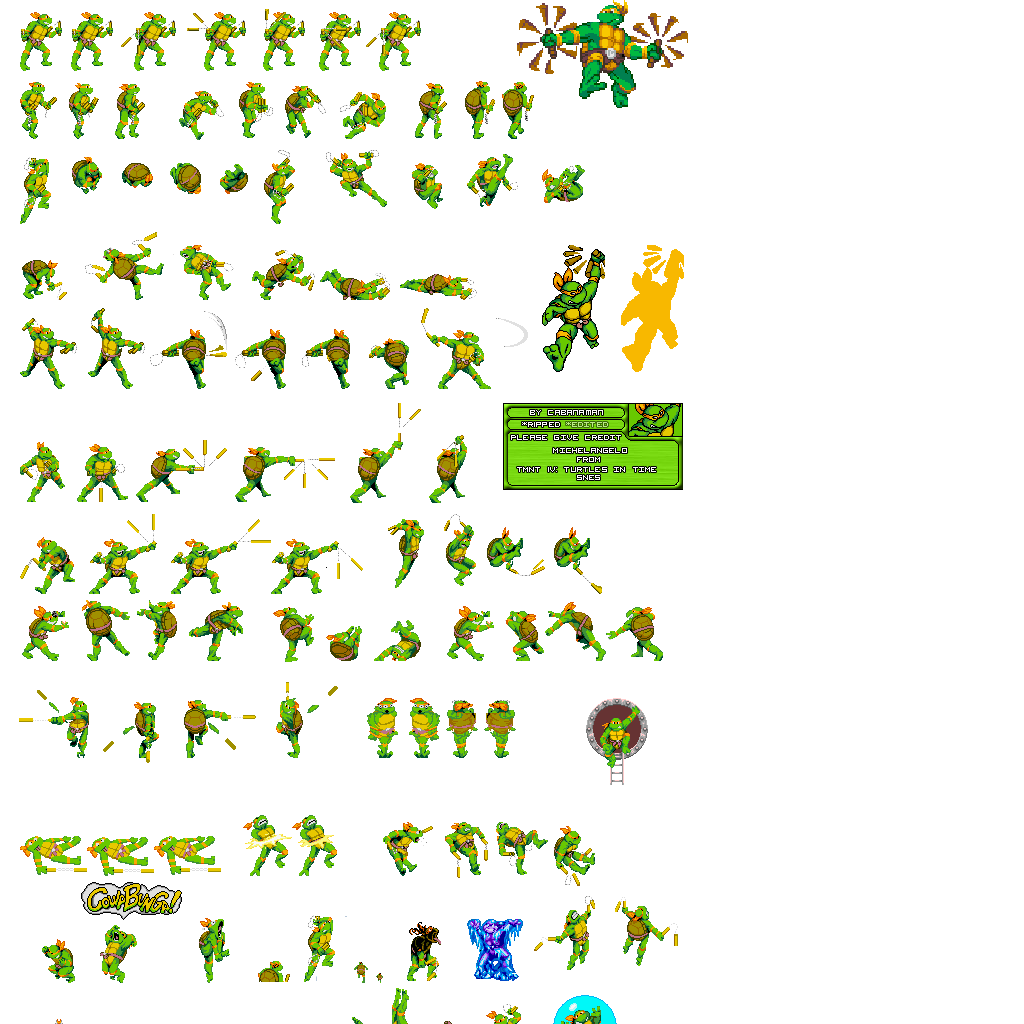 BY CABANAMAN
*RIPPED *EDITED
PLEASE GIVE CREDIT
MICHELANGELO
FROM
TMNT IV: TURTLES IN TIME
SNES
COWABUNGA!